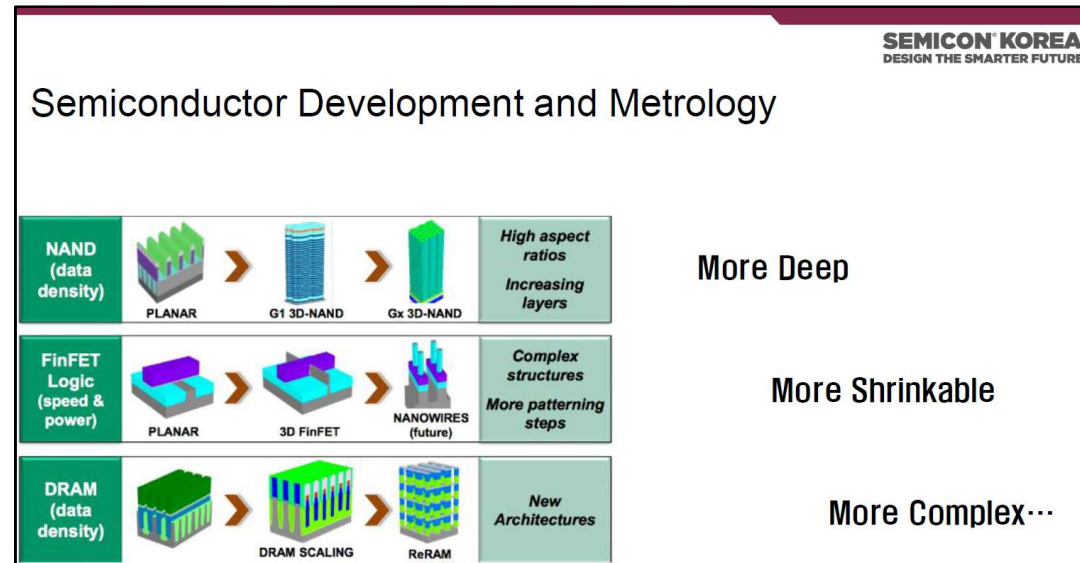 SEMICON® KOREA
DESIGN THE SMARTER FUTURE
Semiconductor Development and Metrology
NAND
(data
density)
PLANAR
G1 3D-NAND
Gx 3D-NAND
High aspect
ratios
Increasing
layers
More Deep
FinFET
Logic
(speed &
power)
PLANAR
3D FinFET
NANOWIRES
(future)
Complex
structures
More patterning
steps
More Shrinkable
DRAM
(data
density)
DRAM SCALING
ReRAM
New
Architectures
More Complex…